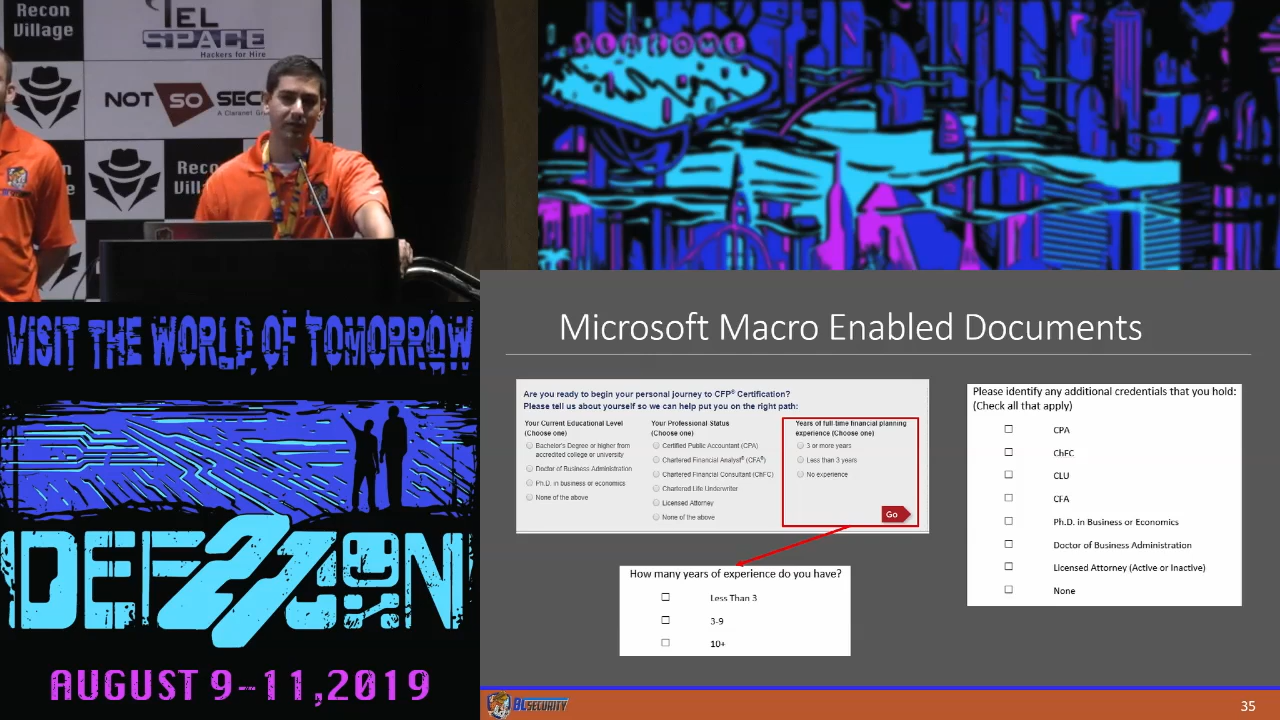 Recon
Village
TEL
SPACE
Hackers for Hire
NOT SO SEC
A Claranet
Recon
WELCOME
VISIT THE WORLD OF TOMORROW
DEF CON
27
AUGUST 9-11,2019
Microsoft Macro Enabled Documents
Are you ready to begin your personal journey to CFP® Certification?
Please tell us about yourself so we can help put you on the right path:
Your Current Educational Level
(Choose one)
Bachelor's Degree or higher from
accredited college or university
Doctor of Business Administration
Ph.D. in business or economics
None of the above
Your Professional Status
(Choose one)
Certified Public Accountant (CPA)
Chartered Financial Analyst® (CFA®)
Chartered Financial Consultant (ChFC)
Chartered Life Underwriter
Licensed Attorney
None of the above
Years of full-time financial planning
experience (Choose one)
3 or more years
Less than 3 years
No experience
Go
How many years of experience do you have?
Less Than 3
3-9
10+
Please identify any additional credentials that you hold:
(Check all that apply)
CPA
ChFC
CLU
CFA
Ph.D. in Business or Economics
Doctor of Business Administration
Licensed Attorney (Active or Inactive)
None
BC SECURITY
35